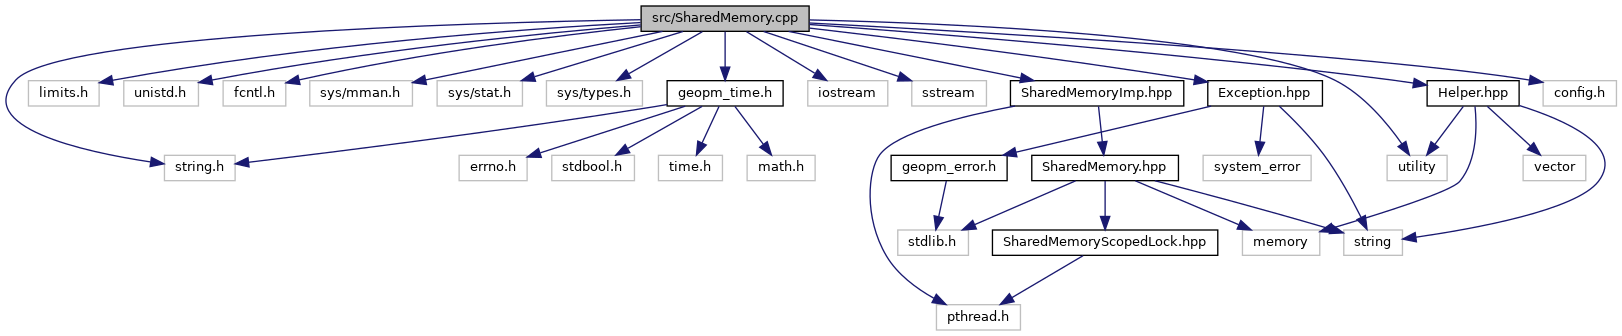 src/SharedMemory.cpp
limits.h
unistd.h
fcntl.h
sys/mman.h
sys/stat.h
sys/types.h
geopm_time.h
iostream
sstream
SharedMemoryImp.hpp
Exception.hpp
Helper.hpp
config.h
string.h
errno.h
stdbool.h
time.h
math.h
geopm_error.h
SharedMemory.hpp
system_error
utility
vector
stdlib.h
SharedMemoryScopedLock.hpp
memory
string
pthread.h